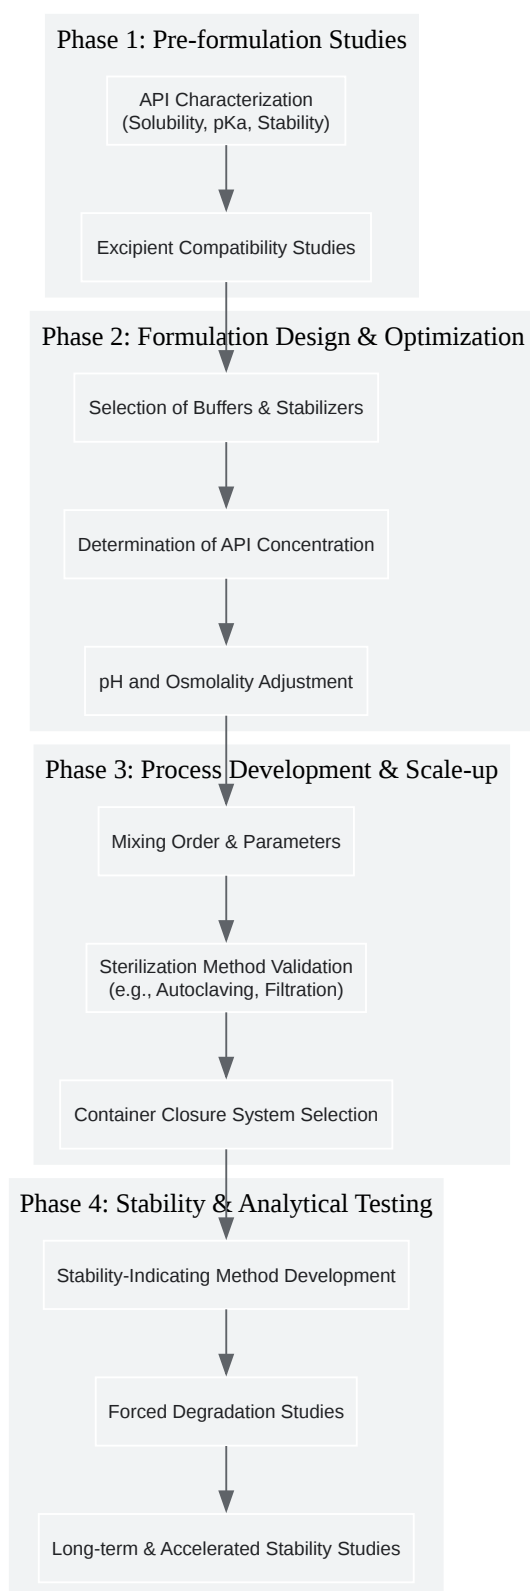 Phase 1: Pre-formulation Studies
API Characterization
(Solubility, pKa, Stability)
Excipient Compatibility Studies
Phase 2: Formulation Design & Optimization
Selection of Buffers & Stabilizers
Determination of API Concentration
pH and Osmolality Adjustment
Phase 3: Process Development & Scale-up
Mixing Order & Parameters
Sterilization Method Validation
(e.g., Autoclaving, Filtration)
Container Closure System Selection
Phase 4: Stability & Analytical Testing
Stability-Indicating Method Development
Forced Degradation Studies
Long-term & Accelerated Stability Studies